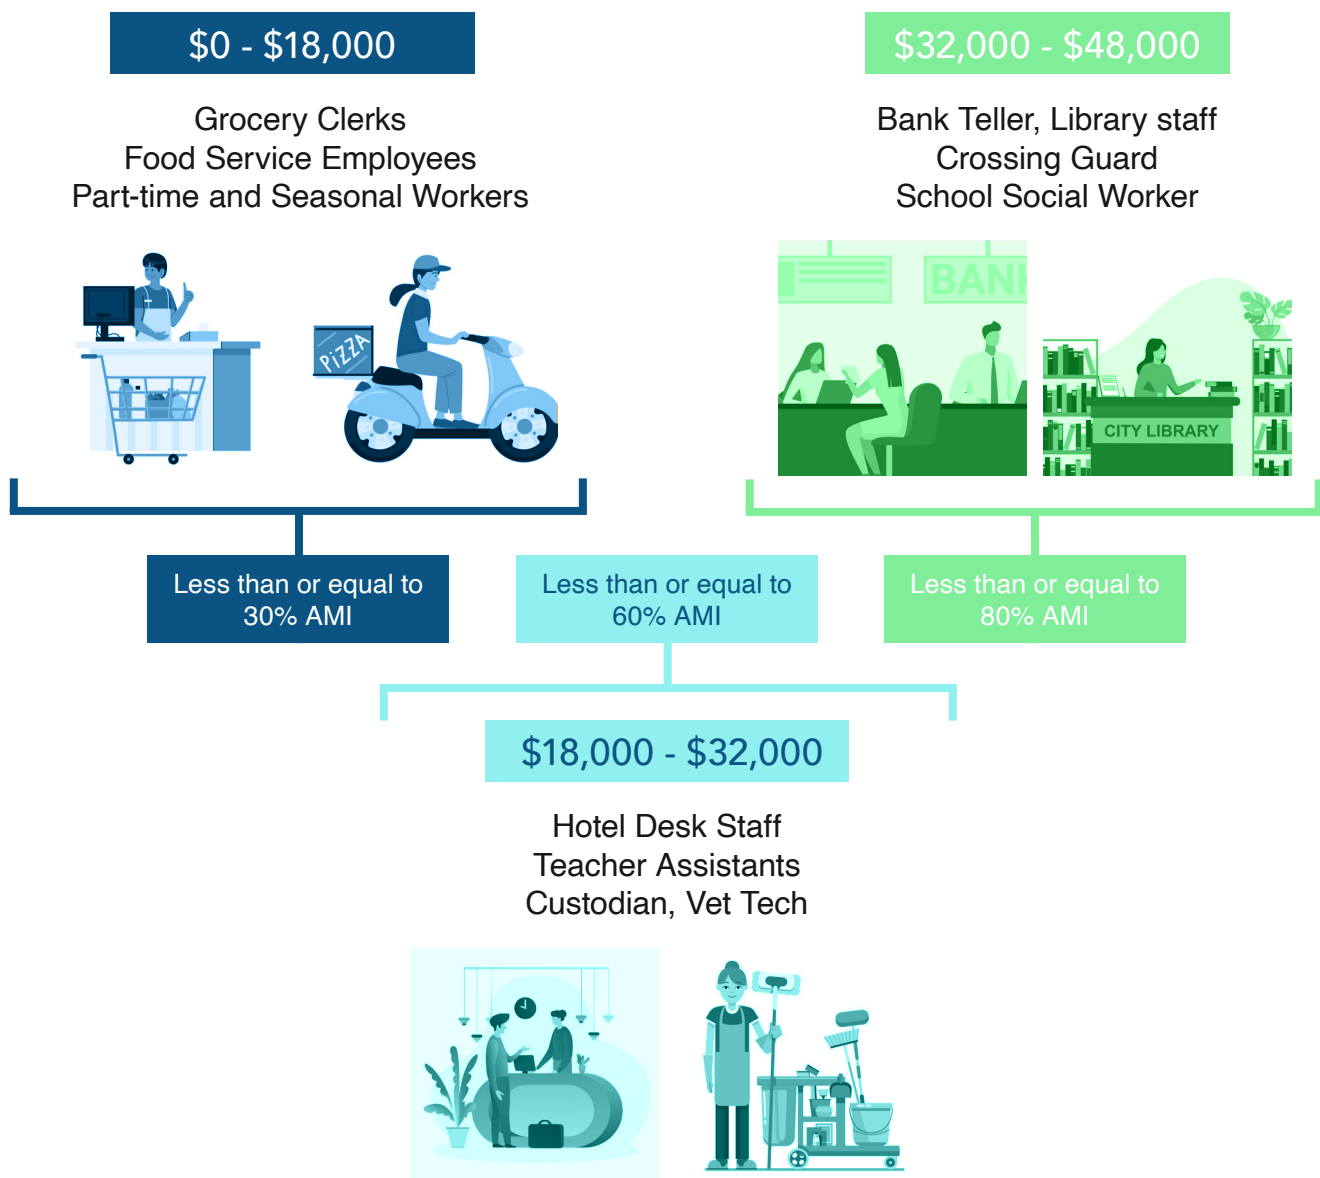 $0 - $18,000
Grocery Clerks
Food Service Employees
Part-time and Seasonal Workers
PiZZA
$32,000 - $48,000
Bank Teller, Library staff
Crossing Guard
School Social Worker
BANK
CITY LIBRARY
Less than or equal to
30% AMI
Less than or equal to
60% AMI
Less than or equal to
80% AMI
$18,000 - $32,000
Hotel Desk Staff
Teacher Assistants
Custodian, Vet Tech